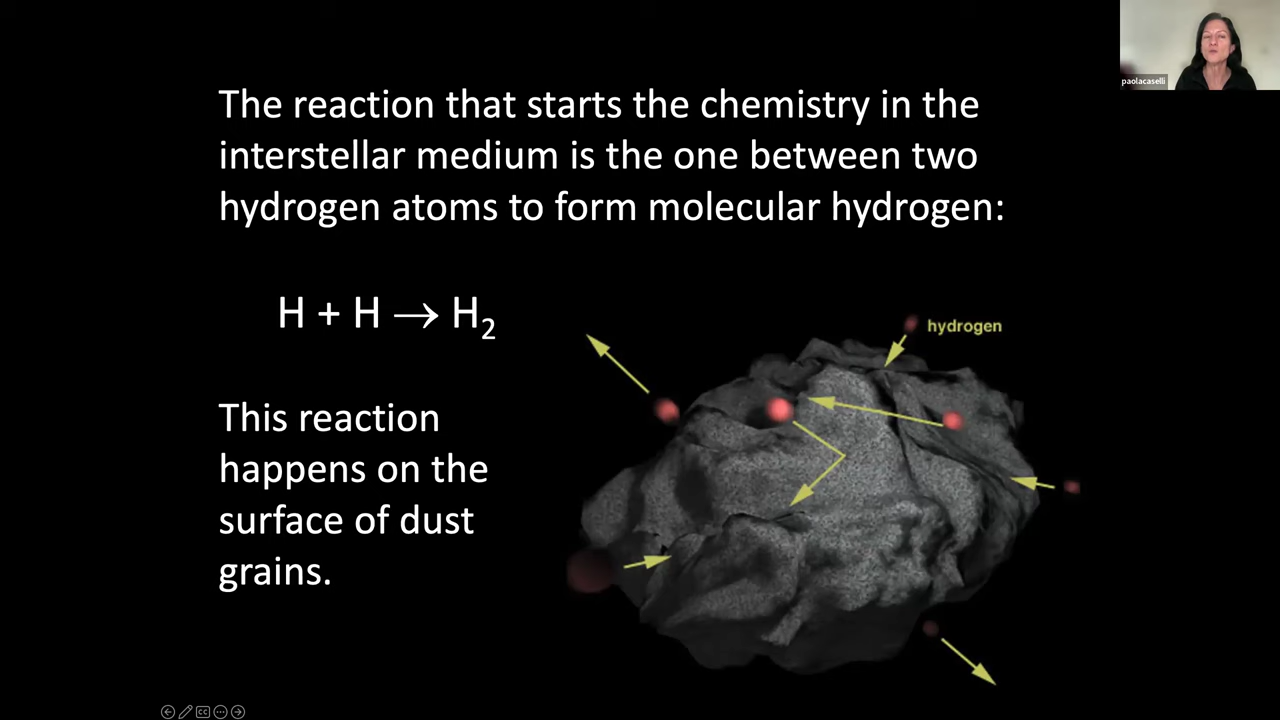 paolacaselli
The reaction that starts the chemistry in the
interstellar medium is the one between two
hydrogen atoms to form molecular hydrogen:
H + H → H₂
hydrogen
This reaction
happens on the
surface of dust
grains.